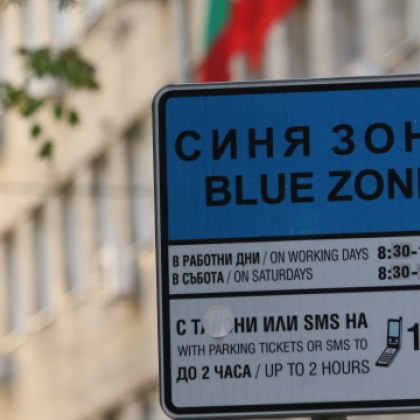 СИНЯ ЗОН
BLUE ZON
В РАБОТНИ ДНИ / ON WORKING DAYS 8:30-
В СЪБОТА / ON SATURDAYS 8:30-
С ТАЛОНИ ИЛИ SMS НА
WITH PARKING TICKETS OR SMS TO 1
ДО 2 ЧАСА / UP TO 2 HOURS